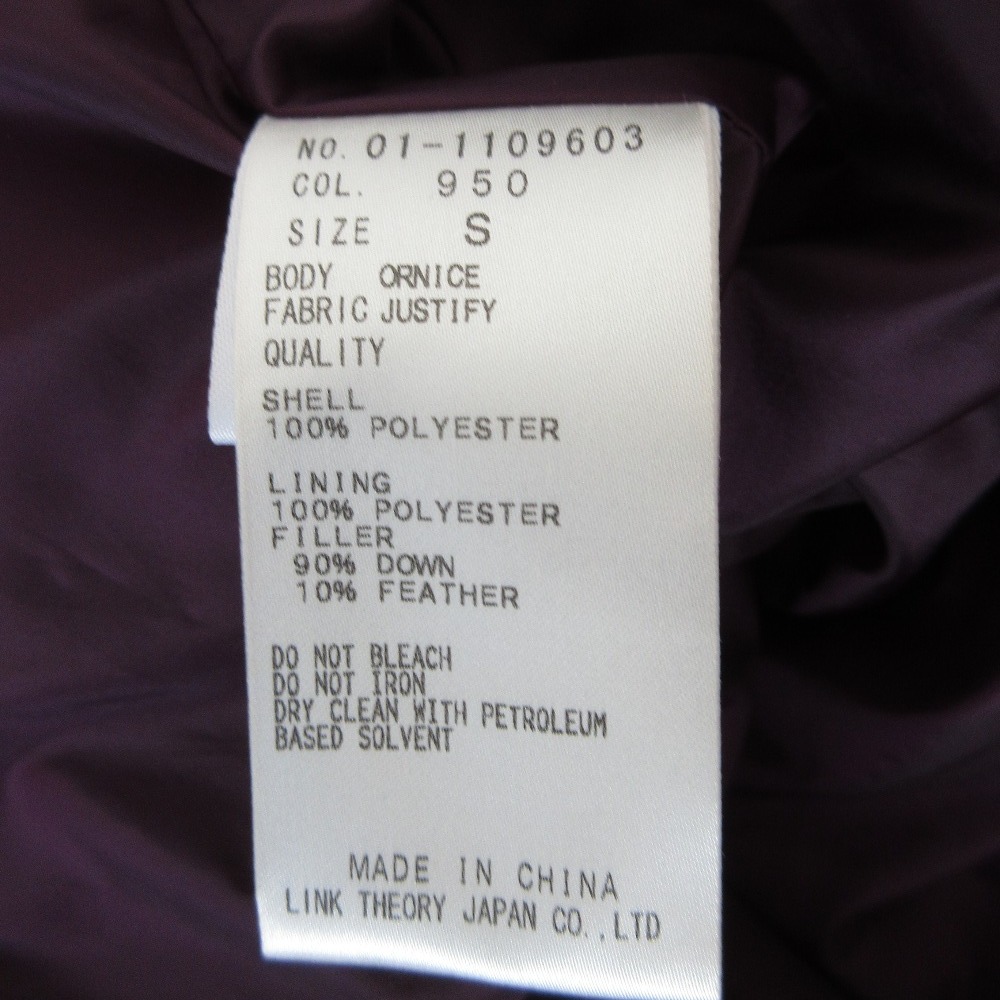 NO. 01-1109603
COL. 950
SIZE S
BODY ORNICE
FABRIC JUSTIFY
QUALITY
SHELL
100% POLYESTER
LINING
100% POLYESTER
FILLER
90% DOWN
10% FEATHER
DO NOT BLEACH
DO NOT IRON
DRY CLEAN WITH PETROLEUM
BASED SOLVENT
MADE IN CHINA
LINK THEORY JAPAN CO.,LTD